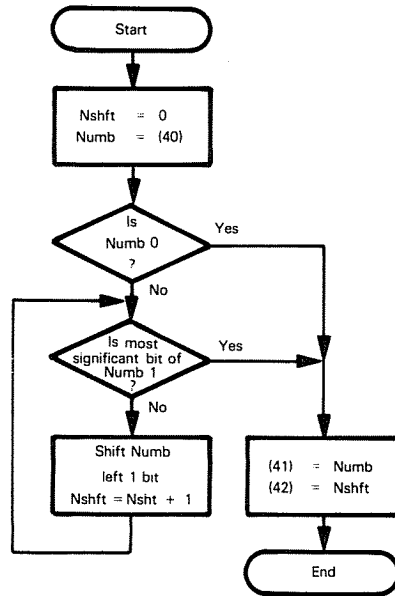 Start
Nshft = 0
Numb = (40)
Is
Numb 0
?
Yes
No
Is most
significant bit of
Numb 1
?
Yes
No
Shift Numb
left 1 bit
Nshft = Nsht + 1
(41) = Numb
(42) = Nshft
End